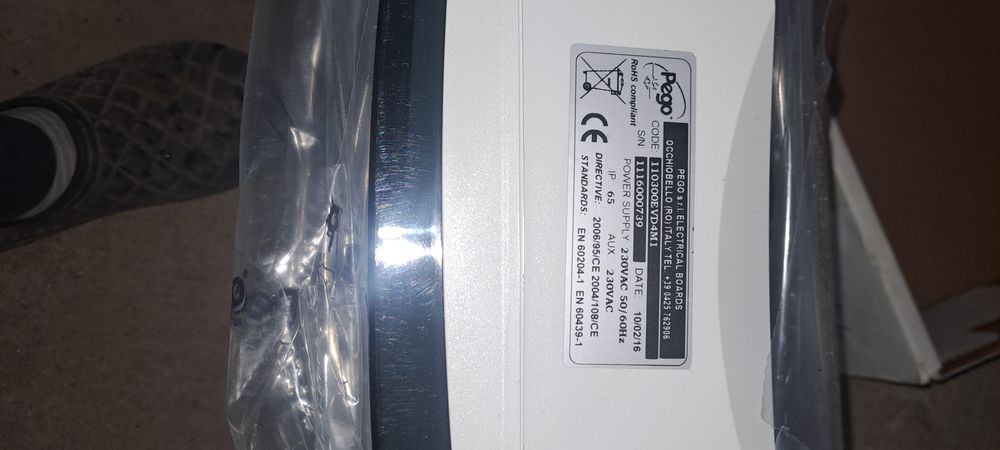 Pego
PEGO s.r.l. ELECTRICAL BOARDS
OCCHIOBELLO (RO) ITALY TEL. +39 0425 762906
CODE: 110300EVD4M1
S/N: 1116000739 DATE: 10/02/16
RoHS compliant
POWER SUPPLY 230VAC 50/60Hz
IP 65 AUX 230VAC
CE
DIRECTIVE: 2006/95/CE 2004/108/CE
STANDARDS: EN 60204-1 EN 60439-1